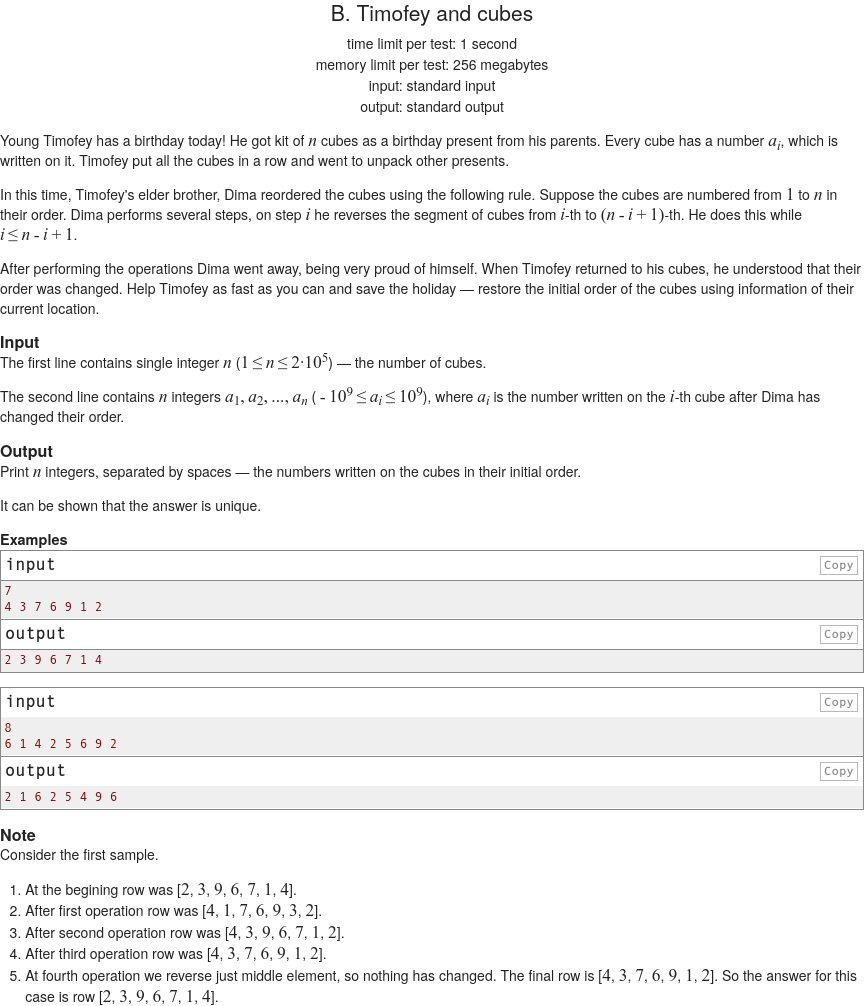 B. Timofey and cubes
time limit per test: 1 second
memory limit per test: 256 megabytes
input: standard input
output: standard output
Young Timofey has a birthday today! He got kit of n cubes as a birthday present from his parents. Every cube has a number aᵢ, which is
written on it. Timofey put all the cubes in a row and went to unpack other presents.
In this time, Timofey's elder brother, Dima reordered the cubes using the following rule. Suppose the cubes are numbered from 1 to n in
their order. Dima performs several steps, on step i he reverses the segment of cubes from i-th to (n - i + 1)-th. He does this while
i ≤ n - i + 1.
After performing the operations Dima went away, being very proud of himself. When Timofey returned to his cubes, he understood that their
order was changed. Help Timofey as fast as you can and save the holiday — restore the initial order of the cubes using information of their
current location.
Input
The first line contains single integer n (1 ≤ n ≤ 2·10⁵) — the number of cubes.
The second line contains n integers a₁, a₂, ..., aₙ ( - 10⁹ ≤ aᵢ ≤ 10⁹), where aᵢ is the number written on the i-th cube after Dima has
changed their order.
Output
Print n integers, separated by spaces — the numbers written on the cubes in their initial order.
It can be shown that the answer is unique.
Examples
input Copy
7
4 3 7 6 9 1 2
output Copy
2 3 9 6 7 1 4
input Copy
8
6 1 4 2 5 6 9 2
output Copy
2 1 6 2 5 4 9 6
Note
Consider the first sample.
1. At the begining row was [2, 3, 9, 6, 7, 1, 4].
2. After first operation row was [4, 1, 7, 6, 9, 3, 2].
3. After second operation row was [4, 3, 9, 6, 7, 1, 2].
4. After third operation row was [4, 3, 7, 6, 9, 1, 2].
5. At fourth operation we reverse just middle element, so nothing has changed. The final row is [4, 3, 7, 6, 9, 1, 2]. So the answer for this
case is row [2, 3, 9, 6, 7, 1, 4].